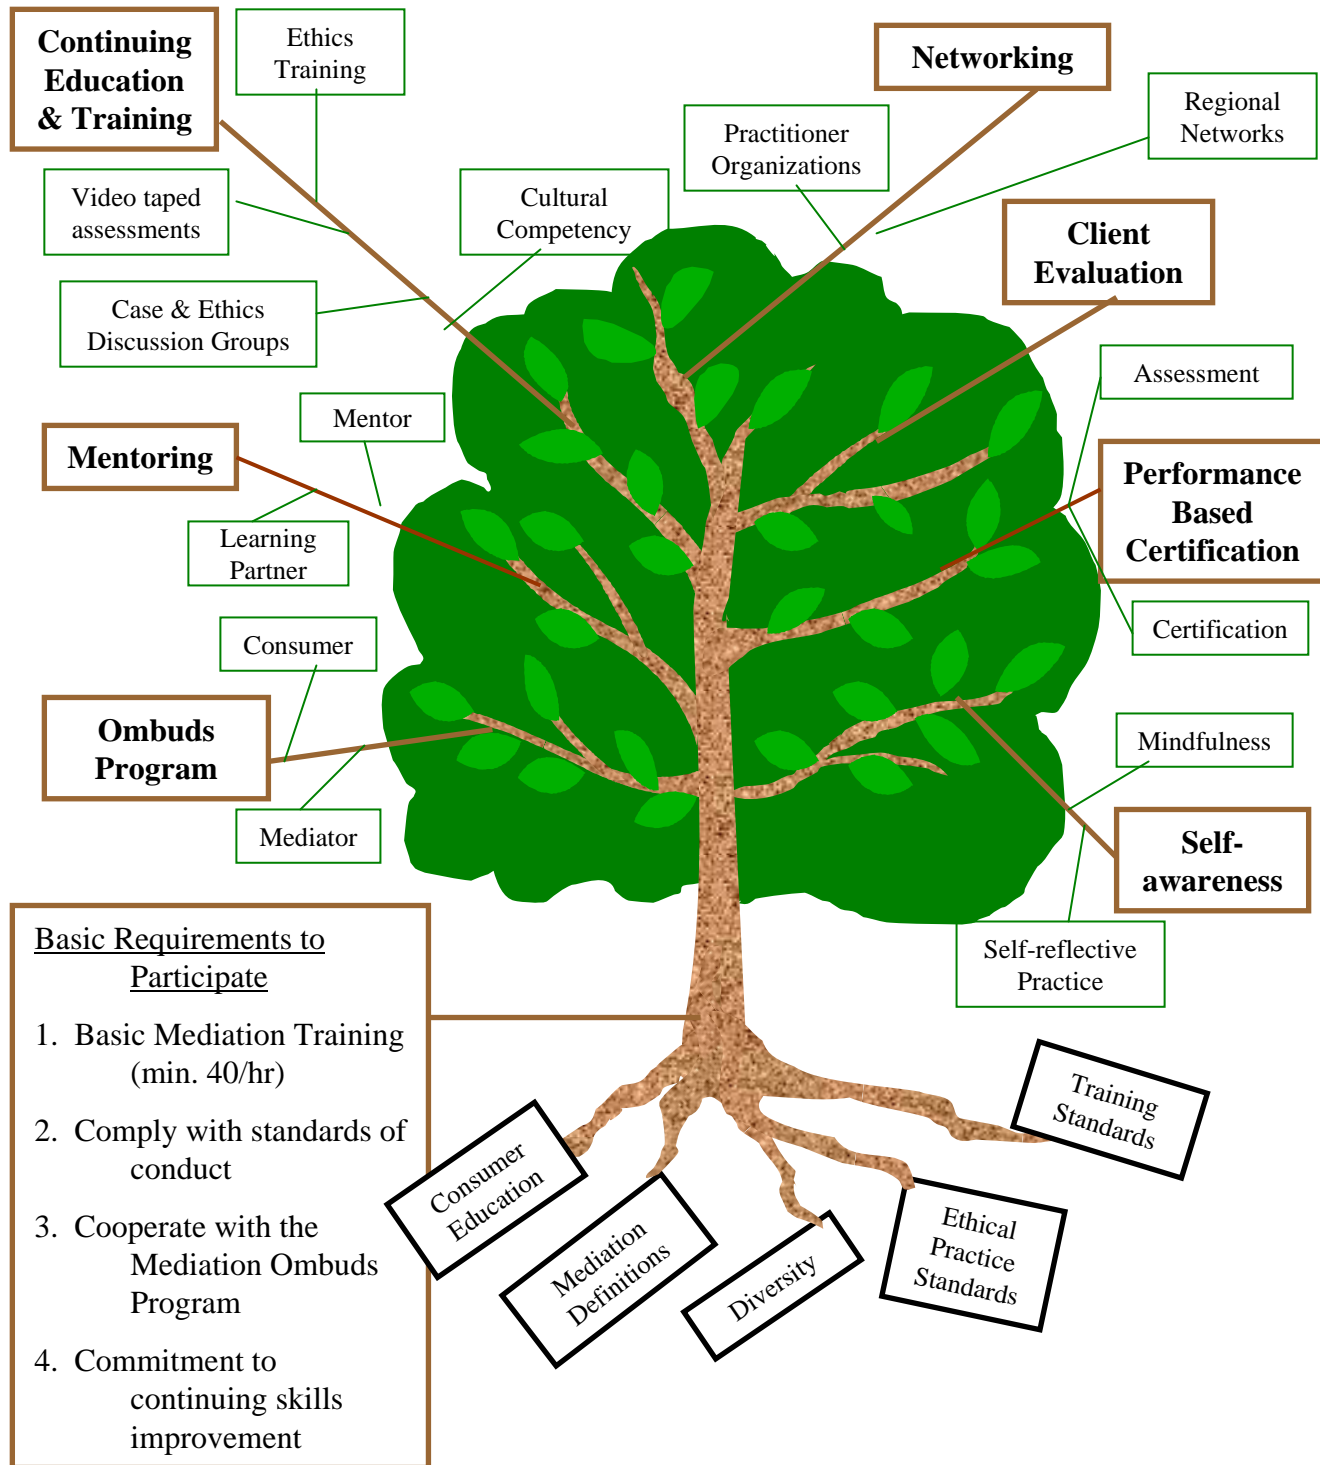 Continuing
Education
& Training
Ethics
Training
Networking
Regional
Networks
Practitioner
Organizations
Video taped
assessments
Cultural
Competency
Client
Evaluation
Case & Ethics
Discussion Groups
Assessment
Mentor
Mentoring
Performance
Based
Certification
Learning
Partner
Consumer
Certification
Ombuds
Program
Mindfulness
Mediator
Self-
awareness
Self-reflective
Practice
Basic Requirements to
Participate
1. Basic Mediation Training
(min. 40/hr)
2. Comply with standards of
conduct
3. Cooperate with the
Mediation Ombuds
Program
4. Commitment to
continuing skills
improvement
Consumer
Education
Mediation
Definitions
Diversity
Ethical
Practice
Standards
Training
Standards